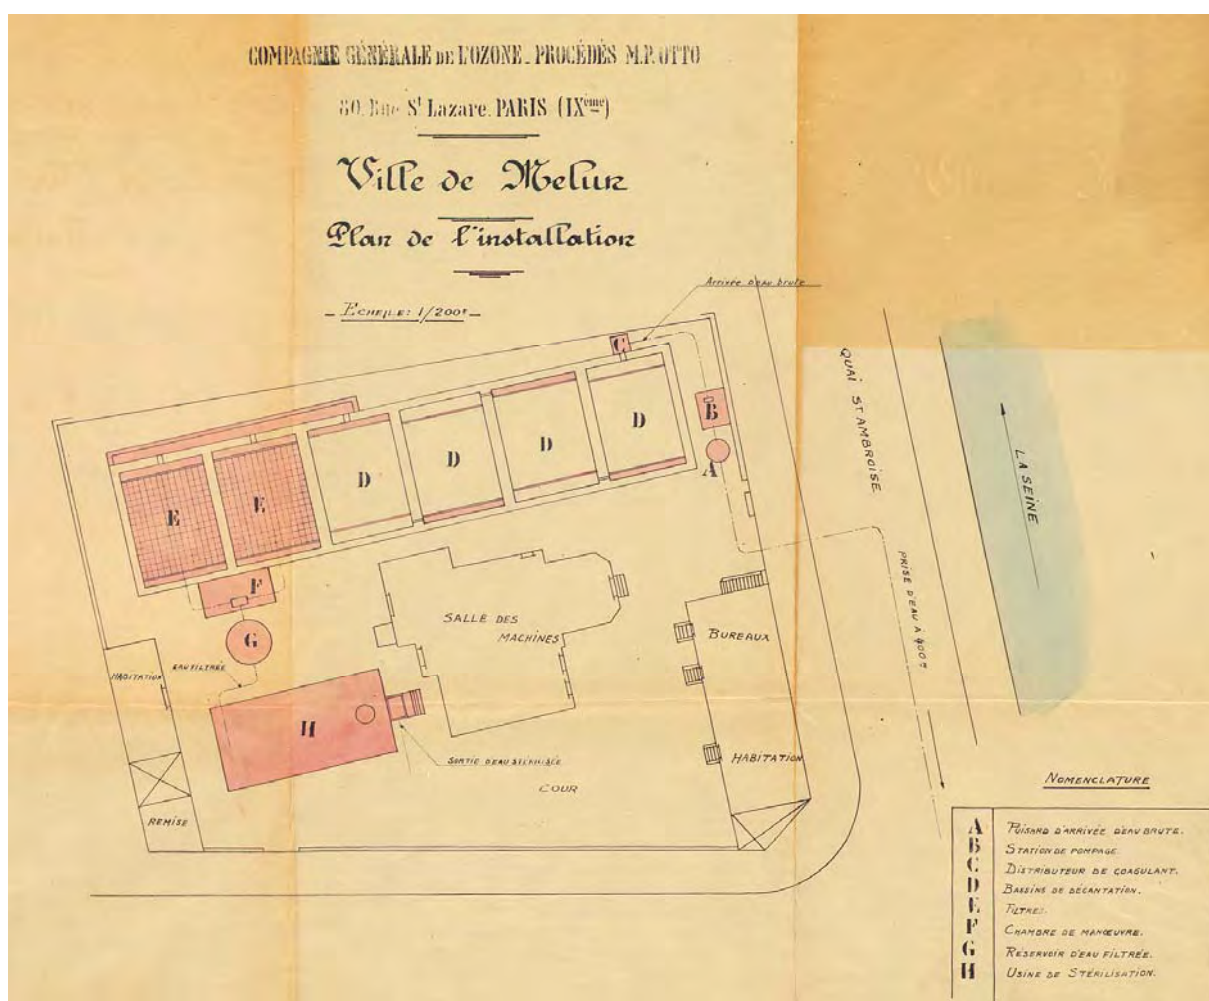 COMPAGNIE GÉNÉRALE DE L'OZONE _ PROCÉDÉS M.P. OTTO
80. Rue St Lazare. PARIS (IXème)
Ville de Melun
Plan de l'installation
_ ECHELLE: 1/200e _
Arrivée d'eau brute
C
B
A
D
D
D
D
E
E
F
G
H
QUAI ST AMBROISE
LA SEINE
PRISE D'EAU A 400m
SALLE DES
MACHINES
BUREAUX
HABITATION
EAU FILTRÉE
HABITATION
SORTIE D'EAU STÉRILISÉE
COUR
REMISE
NOMENCLATURE
A PUISARD D'ARRIVÉE D'EAU BRUTE.
B STATION DE POMPAGE.
C DISTRIBUTEUR DE COAGULANT.
D BASSINS DE DÉCANTATION.
E FILTRES.
F CHAMBRE DE MANŒUVRE.
G RÉSERVOIR D'EAU FILTRÉE.
H USINE DE STÉRILISATION.